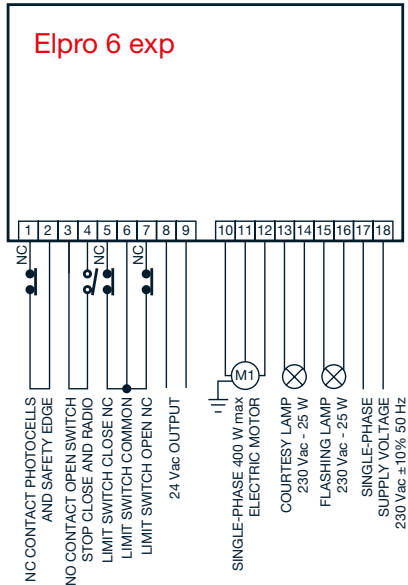 Elpro 6 exp
1 2 3 4 5 6 7 8 9 10 11 12 13 14 15 16 17 18
NC
NC
NC
M1
NC CONTACT PHOTOCELLS
AND SAFETY EDGE
NO CONTACT OPEN SWITCH
STOP CLOSE AND RADIO
LIMIT SWITCH CLOSE NC
LIMIT SWITCH COMMON
LIMIT SWITCH OPEN NC
24 Vac OUTPUT
SINGLE-PHASE 400 W max
ELECTRIC MOTOR
COURTESY LAMP
230 Vac - 25 W
FLASHING LAMP
230 Vac - 25 W
SINGLE-PHASE
SUPPLY VOLTAGE
230 Vac ±10% 50 Hz